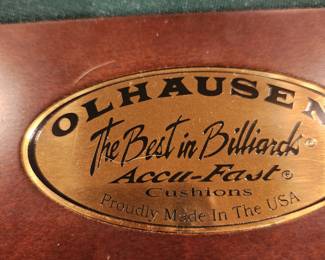 OLHAUSEN
The Best in Billiards®
Accu-Fast®
Cushions
Proudly Made In The USA